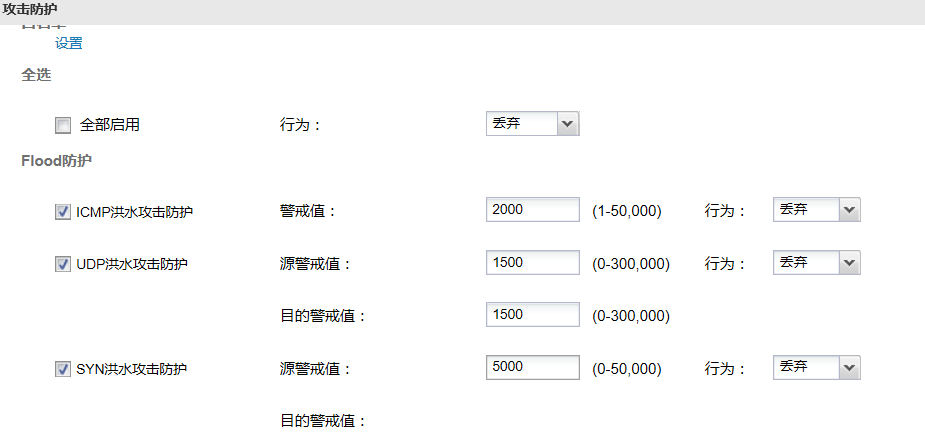 攻击防护
设置
全选
全部启用 行为： 丢弃
Flood防护
ICMP洪水攻击防护 警戒值： 2000 (1-50,000) 行为： 丢弃
UDP洪水攻击防护 源警戒值： 1500 (0-300,000) 行为： 丢弃
目的警戒值： 1500 (0-300,000)
SYN洪水攻击防护 源警戒值： 5000 (0-50,000) 行为： 丢弃
目的警戒值：